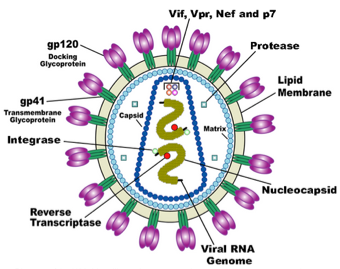 Vif, Vpr, Nef and p7
gp120
Docking
Glycoprotein
Protease
Lipid
Membrane
gp41
Transmembrane
Glycoprotein
Capsid
Matrix
Integrase
Nucleocapsid
Reverse
Transcriptase
Viral RNA
Genome